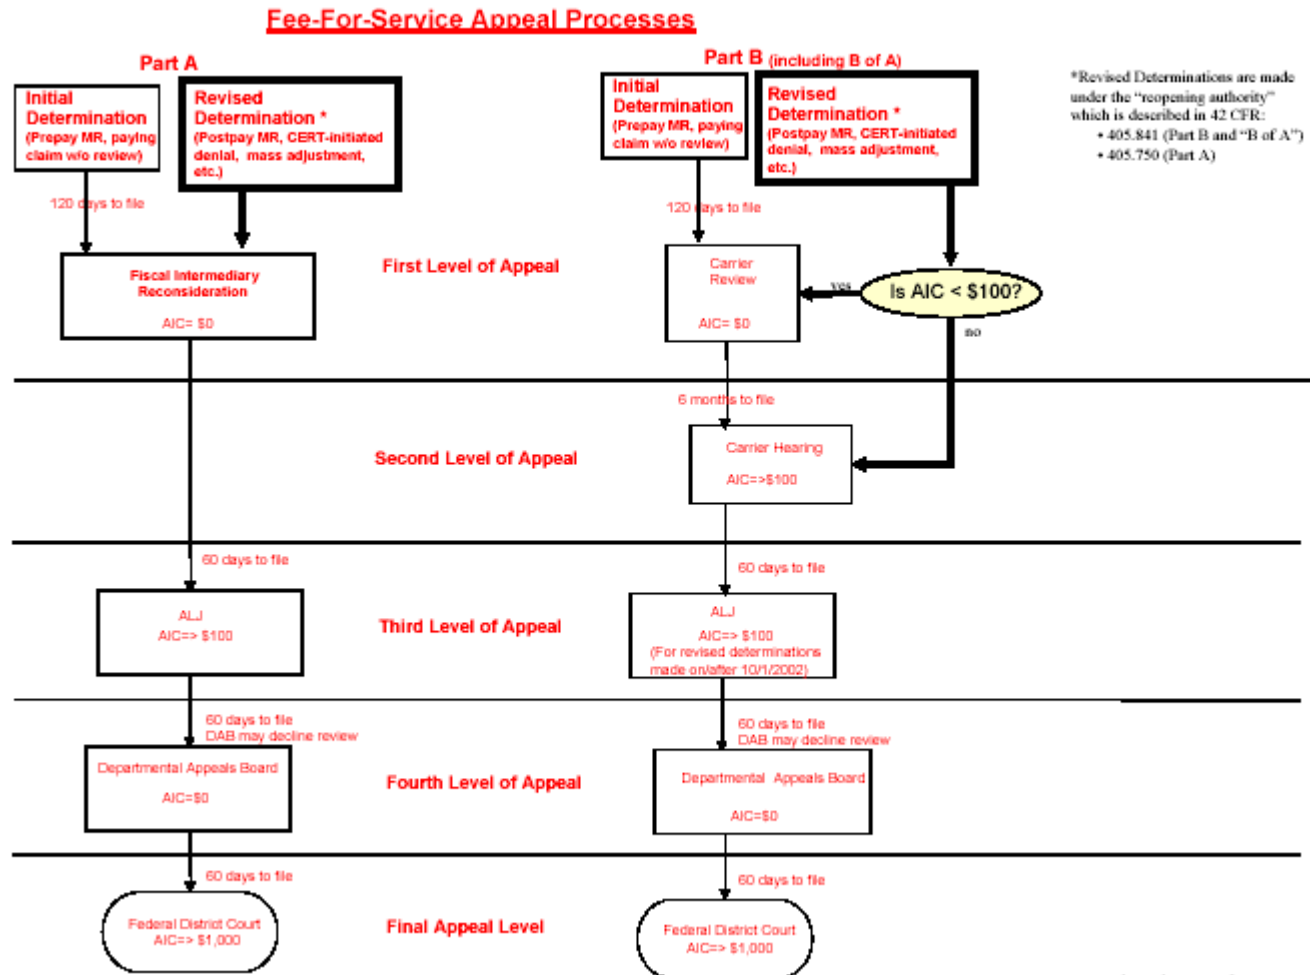 Fee-For-Service Appeal Processes
Part A
Initial
Determination
(Prepay MR, paying
claim w/o review)
Revised
Determination *
(Postpay MR, CERT-initiated
denial, mass adjustment,
etc.)
120 days to file
Fiscal Intermediary
Reconsideration
AIC= $0
Part B (including B of A)
Initial
Determination
(Prepay MR, paying
claim w/o review)
Revised
Determination *
(Postpay MR, CERT-initiated
denial, mass adjustment,
etc.)
*Revised Determinations are made
under the “reopening authority”
which is described in 42 CFR:
• 405.841 (Part B and “B of A”)
• 405.750 (Part A)
120 days to file
First Level of Appeal
Carrier
Review
AIC= $0
yes
Is AIC < $100?
no
6 months to file
Second Level of Appeal
Carrier Hearing
AIC=>$100
60 days to file
60 days to file
ALJ
AIC=> $100
Third Level of Appeal
ALJ
AIC=> $100
(For revised determinations
made on/after 10/1/2002)
60 days to file
DAB may decline review
60 days to file
DAB may decline review
Departmental Appeals Board
AIC=$0
Fourth Level of Appeal
Departmental Appeals Board
AIC=$0
60 days to file
60 days to file
Federal District Court
AIC=> $1,000
Final Appeal Level
Federal District Court
AIC=> $1,000